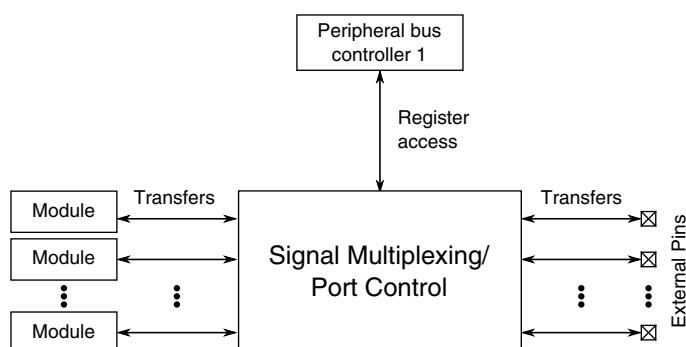 Peripheral bus
controller 1
Register
access
Transfers
Transfers
Module
Module
Module
Signal Multiplexing/
Port Control
External Pins